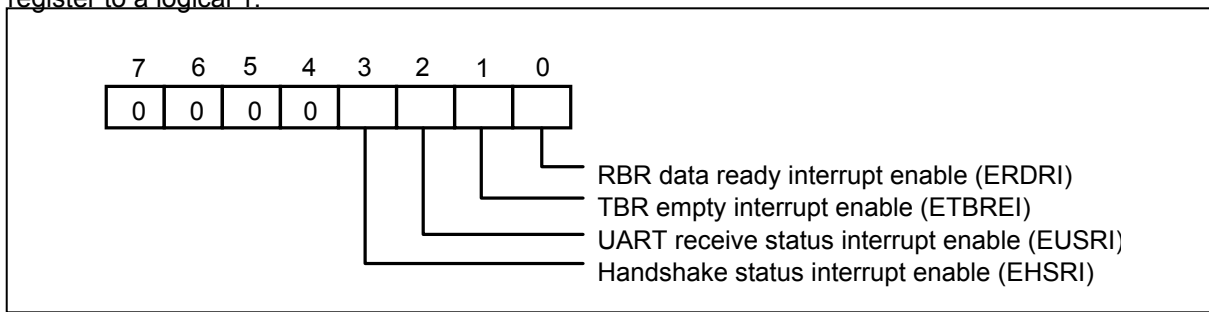 register to a logical 1.
7 6 5 4 3 2 1 0
0 0 0 0
RBR data ready interrupt enable (ERDRI)
TBR empty interrupt enable (ETBREI)
UART receive status interrupt enable (EUSRI)
Handshake status interrupt enable (EHSRI)